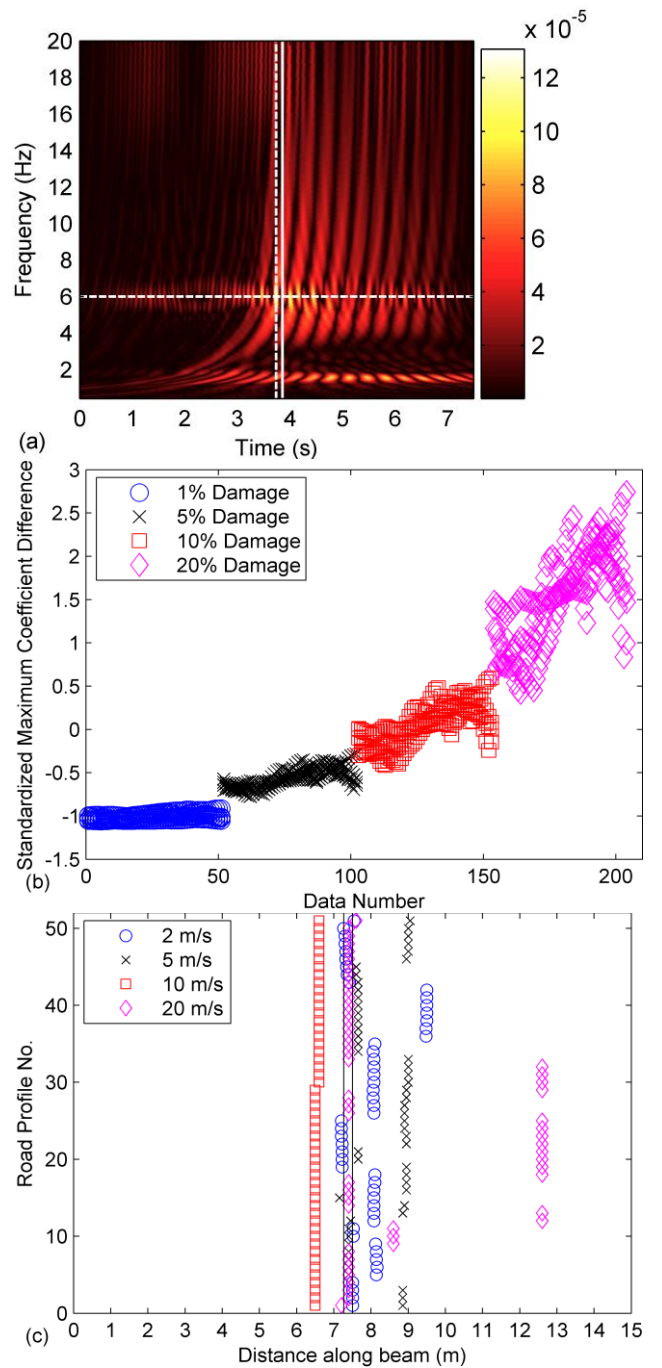 x 10^-5
20
18
16
14
12
10
8
6
4
2
Frequency (Hz)
12
10
8
6
4
2
0 1 2 3 4 5 6 7
Time (s)
(a)
3
2.5
2
1.5
1
0.5
0
-0.5
-1
-1.5
Standardized Maximum Coefficient Difference
1% Damage
5% Damage
10% Damage
20% Damage
0 50 100 150 200
Data Number
(b)
50
40
30
20
10
0
Road Profile No.
2 m/s
5 m/s
10 m/s
20 m/s
0 1 2 3 4 5 6 7 8 9 10 11 12 13 14 15
Distance along beam (m)
(c)